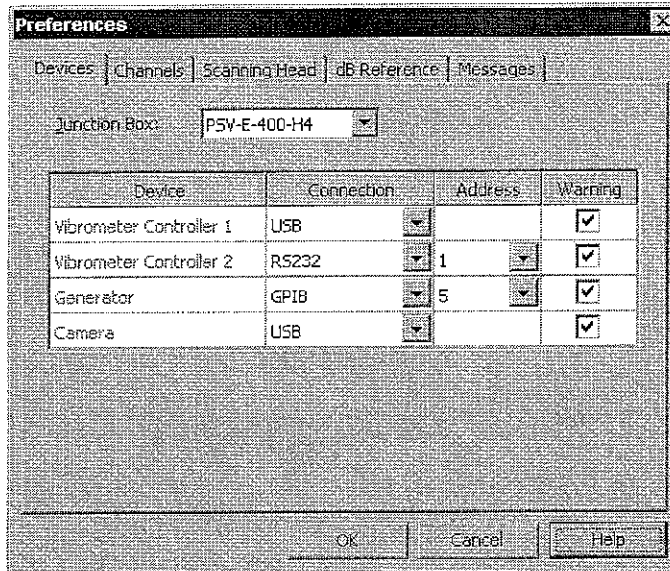 Preferences
Devices Channels Scanning Head dB Reference Messages
Junction Box: PSV-E-400-H4
Device Connection Address Warning
Vibrometer Controller 1 USB
Vibrometer Controller 2 RS232 1
Generator GPIB 5
Camera USB
OK Cancel Help